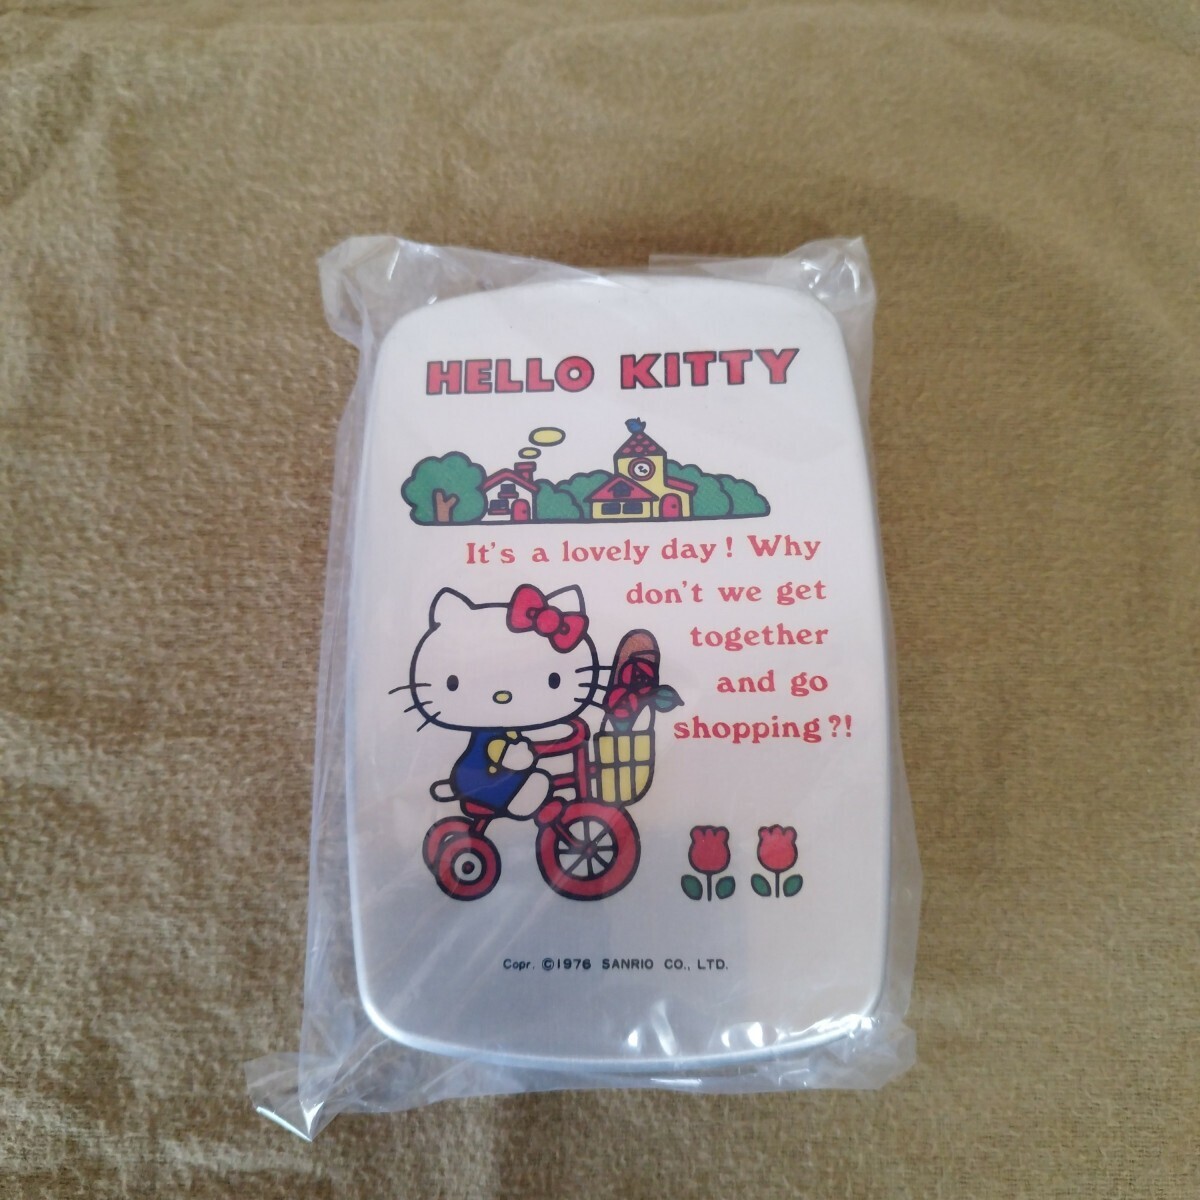 HELLO KITTY
It's a lovely day! Why
don't we get
together
and go
shopping?!
Copr. ©1976 SANRIO CO., LTD.